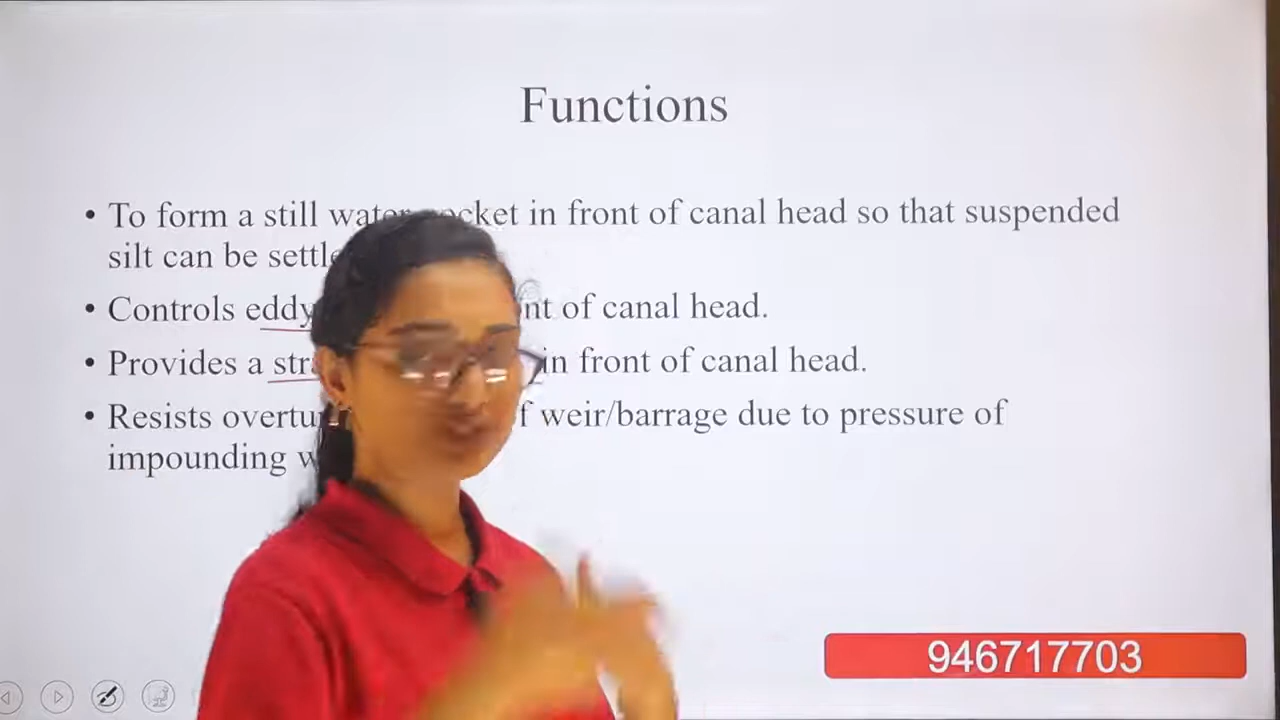 Functions
• To form a still water pocket in front of canal head so that suspended
silt can be settle
• Controls eddy nt of canal head.
• Provides a in front of canal head.
• Resists of weir/barrage due to pressure of
impounding
946717703